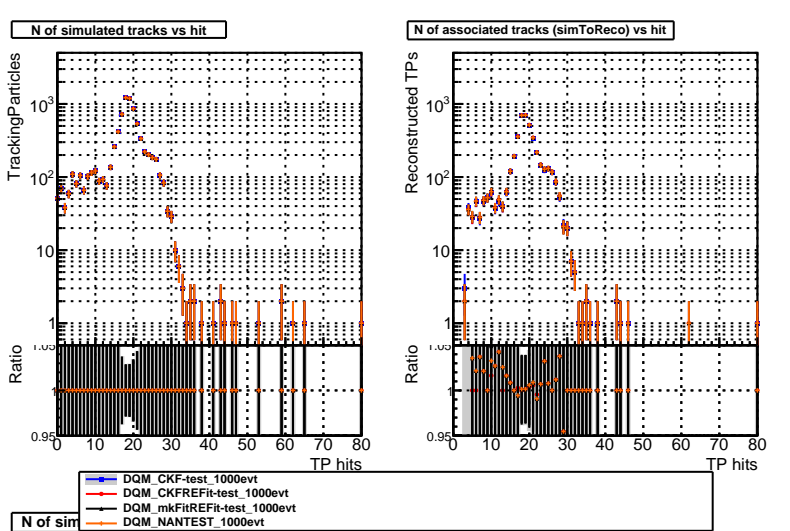 N of simulated tracks vs hit
N of associated tracks (simToReco) vs hit
TrackingParticles
10³
10²
10
1
Ratio
1.05
1
0.95
0 10 20 30 40 50 60 70 80
TP hits
Reconstructed TPs
10³
10²
10
1
Ratio
1.05
1
0.95
0 10 20 30 40 50 60 70 80
TP hits
DQM_CKF-test_1000evt
DQM_CKFREFit-test_1000evt
DQM_mkFitREFit-test_1000evt
DQM_NANTEST_1000evt
N of sim